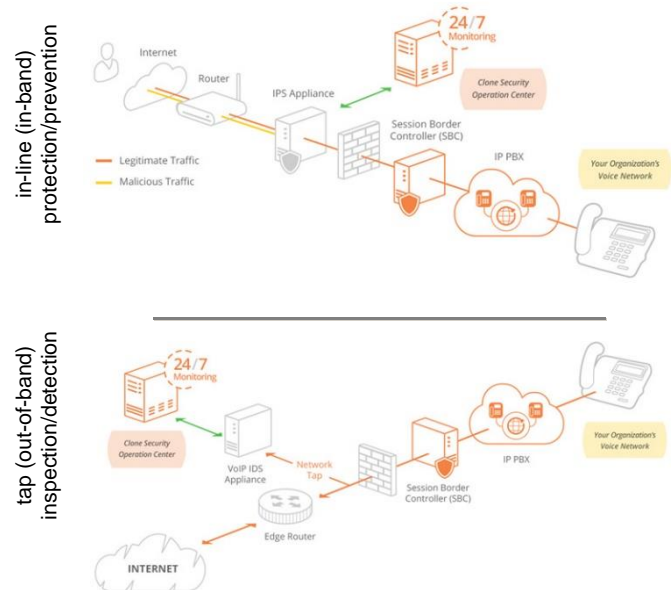 in-line (in-band)
protection/prevention
24/7
Monitoring
Internet
Router
IPS Appliance
Clone Security
Operation Center
Session Border
Controller (SBC)
IP PBX
Legitimate Traffic
Malicious Traffic
Your Organization's
Voice Network
tap (out-of-band)
inspection/detection
24/7
Monitoring
Clone Security
Operation Center
VoIP IDS
Appliance
Network
Tap
Session Border
Controller (SBC)
IP PBX
Your Organization's
Voice Network
Edge Router
INTERNET